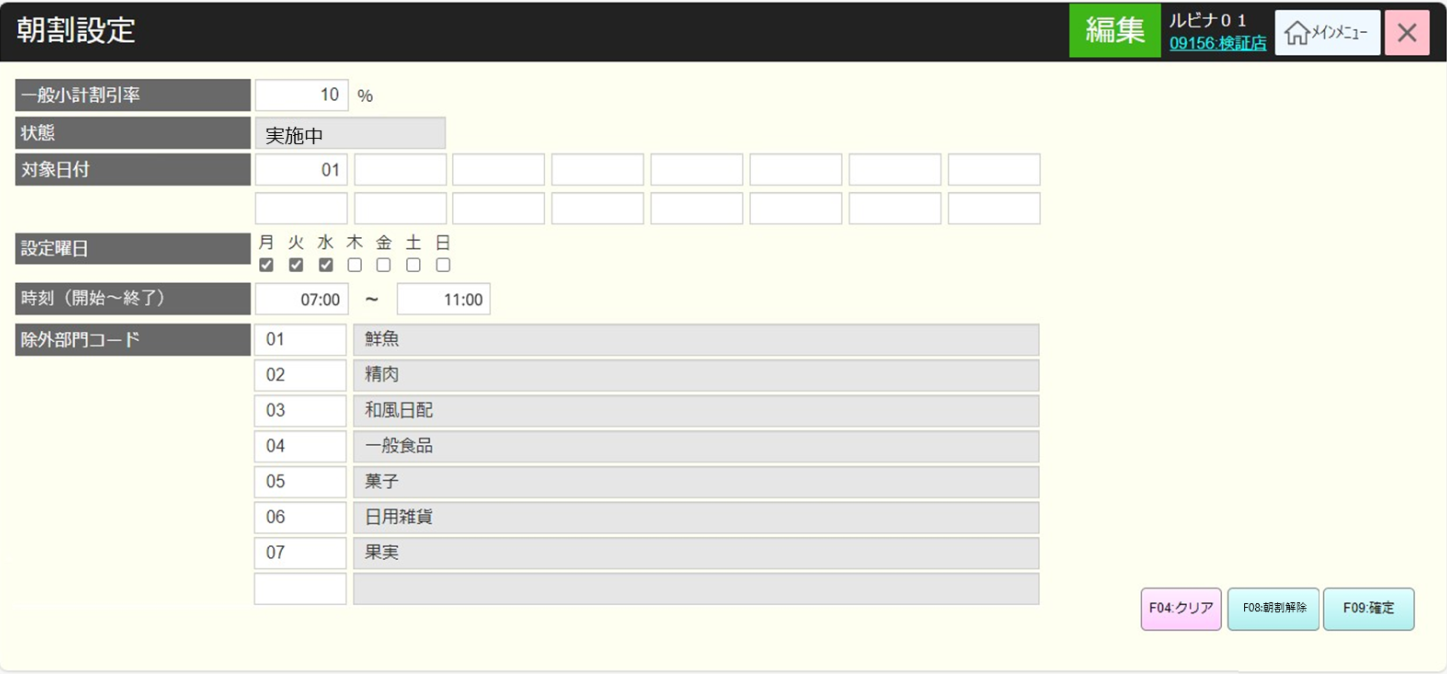 朝割設定
編集
ルビナ01
09156:検証店
ﾒｲﾝﾒﾆｭｰ
一般小計割引率 10 %
状態 実施中
対象日付 01
設定曜日 月 火 水 木 金 土 日
時刻（開始～終了） 07:00 ～ 11:00
除外部門コード 01 鮮魚
02 精肉
03 和風日配
04 一般食品
05 菓子
06 日用雑貨
07 果実
F04:クリア F08:朝割解除 F09:確定